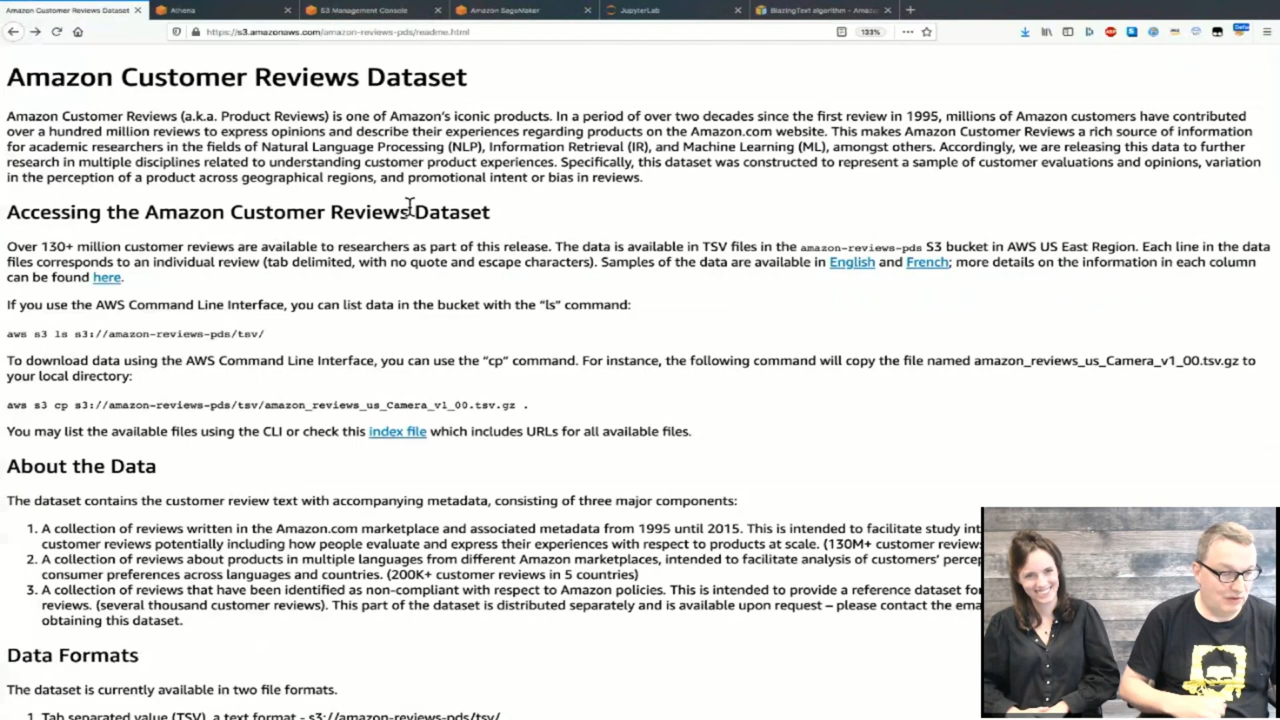 Amazon Customer Reviews Dataset
Athena
S3 Management Console
Amazon SageMaker
JupyterLab
BlazingText algorithm - Amazon
https://s3.amazonaws.com/amazon-reviews-pds/readme.html
133%
Amazon Customer Reviews Dataset
Amazon Customer Reviews (a.k.a. Product Reviews) is one of Amazon's iconic products. In a period of over two decades since the first review in 1995, millions of Amazon customers have contributed
over a hundred million reviews to express opinions and describe their experiences regarding products on the Amazon.com website. This makes Amazon Customer Reviews a rich source of information
for academic researchers in the fields of Natural Language Processing (NLP), Information Retrieval (IR), and Machine Learning (ML), amongst others. Accordingly, we are releasing this data to further
research in multiple disciplines related to understanding customer product experiences. Specifically, this dataset was constructed to represent a sample of customer evaluations and opinions, variation
in the perception of a product across geographical regions, and promotional intent or bias in reviews.
Accessing the Amazon Customer Reviews Dataset
Over 130+ million customer reviews are available to researchers as part of this release. The data is available in TSV files in the amazon-reviews-pds S3 bucket in AWS US East Region. Each line in the data
files corresponds to an individual review (tab delimited, with no quote and escape characters). Samples of the data are available in English and French; more details on the information in each column
can be found here.
If you use the AWS Command Line Interface, you can list data in the bucket with the "ls" command:
aws s3 ls s3://amazon-reviews-pds/tsv/
To download data using the AWS Command Line Interface, you can use the "cp" command. For instance, the following command will copy the file named amazon_reviews_us_Camera_v1_00.tsv.gz to
your local directory:
aws s3 cp s3://amazon-reviews-pds/tsv/amazon_reviews_us_Camera_v1_00.tsv.gz .
You may list the available files using the CLI or check this index file which includes URLs for all available files.
About the Data
The dataset contains the customer review text with accompanying metadata, consisting of three major components:
1. A collection of reviews written in the Amazon.com marketplace and associated metadata from 1995 until 2015. This is intended to facilitate study int
customer reviews potentially including how people evaluate and express their experiences with respect to products at scale. (130M+ customer review
2. A collection of reviews about products in multiple languages from different Amazon marketplaces, intended to facilitate analysis of customers' percep
consumer preferences across languages and countries. (200K+ customer reviews in 5 countries)
3. A collection of reviews that have been identified as non-compliant with respect to Amazon policies. This is intended to provide a reference dataset for
reviews. (several thousand customer reviews). This part of the dataset is distributed separately and is available upon request – please contact the ema
obtaining this dataset.
Data Formats
The dataset is currently available in two file formats.
1. Tab separated value (TSV), a text format - s3://amazon-reviews-pds/tsv/